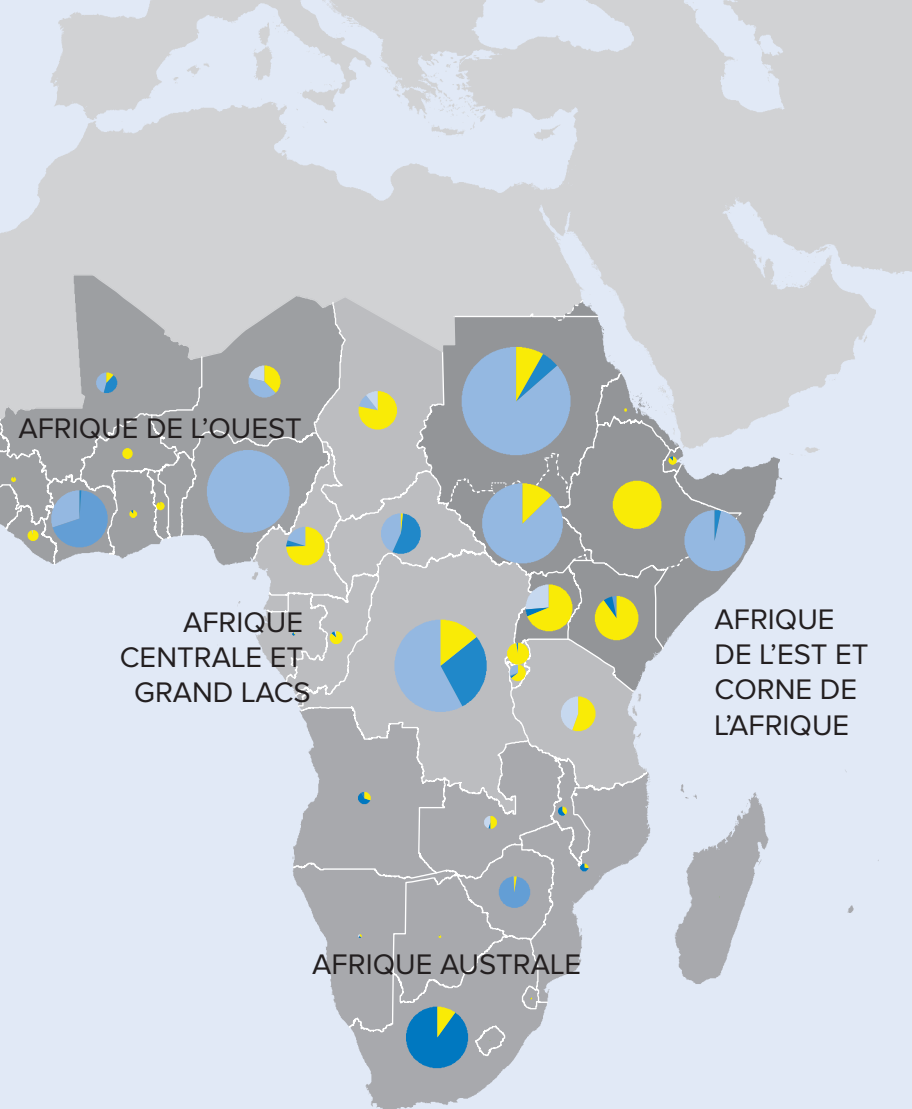 AFRIQUE DE L'OUEST
AFRIQUE
CENTRALE ET
GRAND LACS
AFRIQUE
DE L'EST ET
CORNE DE
L'AFRIQUE
AFRIQUE AUSTRALE